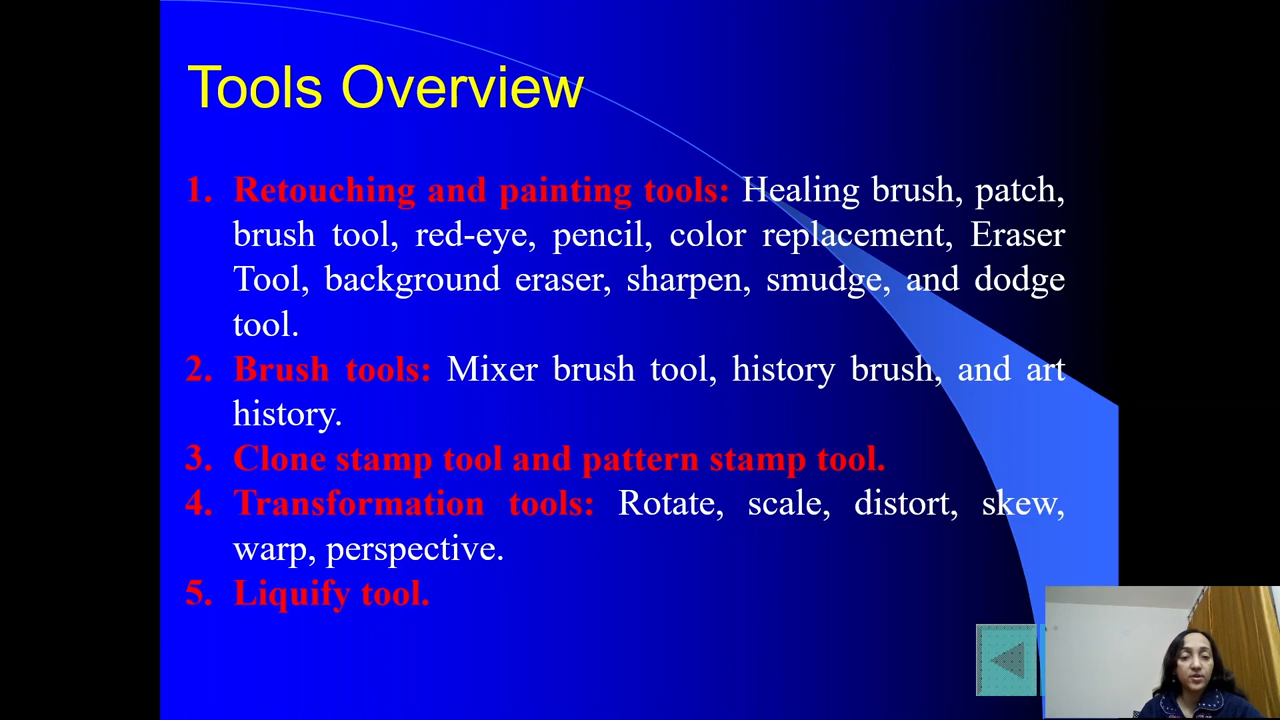 Tools Overview
1. Retouching and painting tools: Healing brush, patch,
brush tool, red-eye, pencil, color replacement, Eraser
Tool, background eraser, sharpen, smudge, and dodge
tool.
2. Brush tools: Mixer brush tool, history brush, and art
history.
3. Clone stamp tool and pattern stamp tool.
4. Transformation tools: Rotate, scale, distort, skew,
warp, perspective.
5. Liquify tool.